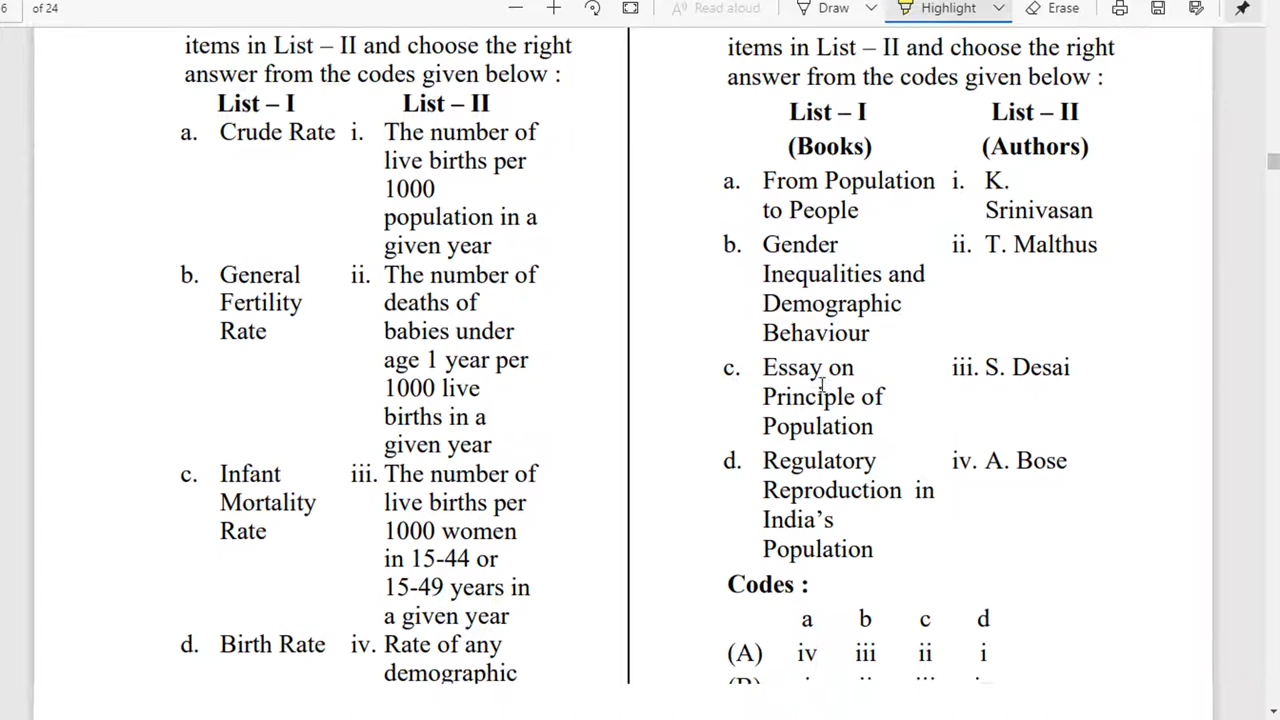 6 of 24 Read aloud Draw Highlight Erase
items in List – II and choose the right
answer from the codes given below :
List – I List – II
a. Crude Rate i. The number of
live births per
1000
population in a
given year
b. General ii. The number of
Fertility deaths of
Rate babies under
age 1 year per
1000 live
births in a
given year
c. Infant iii. The number of
Mortality live births per
Rate 1000 women
in 15-44 or
15-49 years in
a given year
d. Birth Rate iv. Rate of any
demographic
items in List – II and choose the right
answer from the codes given below :
List – I List – II
(Books) (Authors)
a. From Population i. K.
to People Srinivasan
b. Gender ii. T. Malthus
Inequalities and
Demographic
Behaviour
c. Essay on iii. S. Desai
Principle of
Population
d. Regulatory iv. A. Bose
Reproduction in
India’s
Population
Codes :
a b c d
(A) iv iii ii i